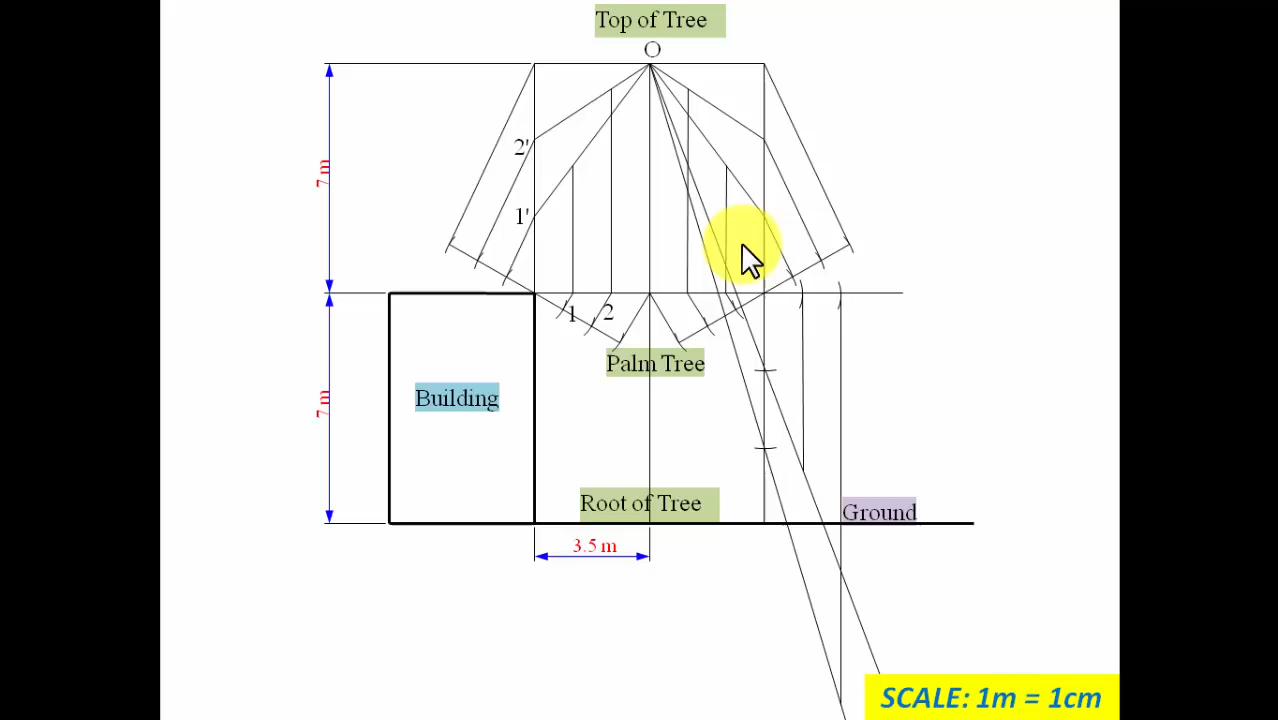 Top of Tree
O
2'
7 m
1'
1
2
Palm Tree
Building
7 m
Root of Tree
Ground
3.5 m
SCALE: 1m = 1cm